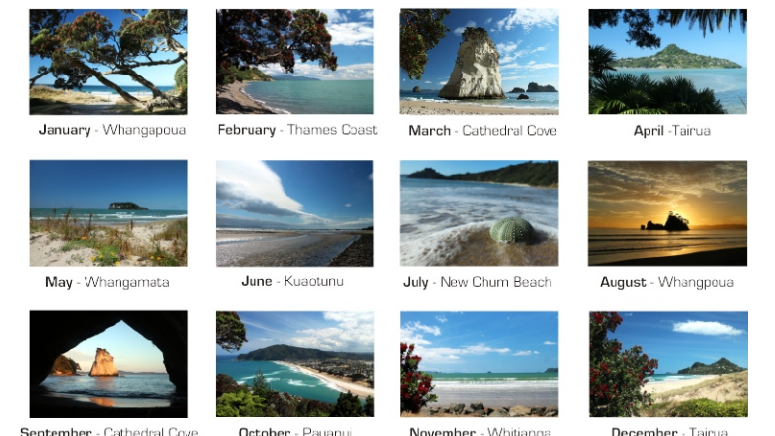 January - Whangapoua
February - Thames Coast
March - Cathedral Cove
April -Tairua
May - Whangamata
June - Kuaotunu
July - New Chum Beach
August - Whangpoua
September - Cathedral Cove
October - Pauanui
November - Whitianga
December - Tairua